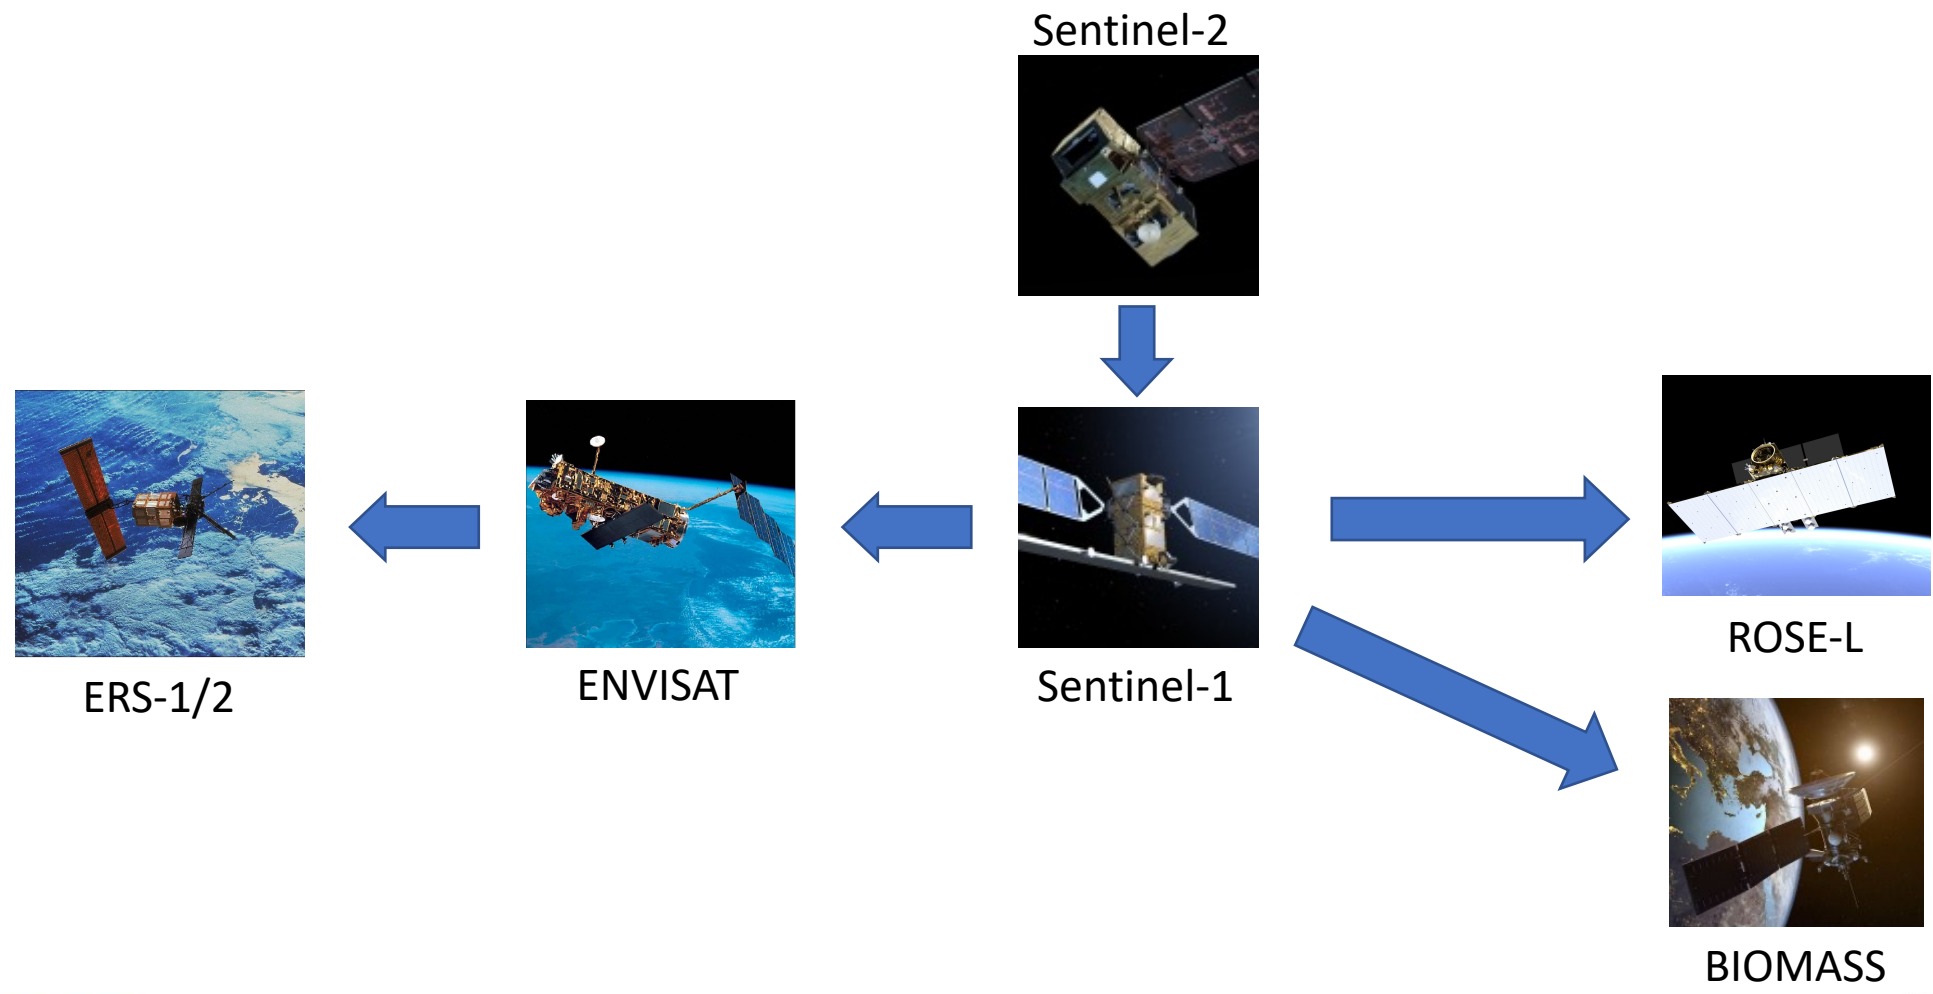 Sentinel-2
ERS-1/2
ENVISAT
Sentinel-1
ROSE-L
BIOMASS